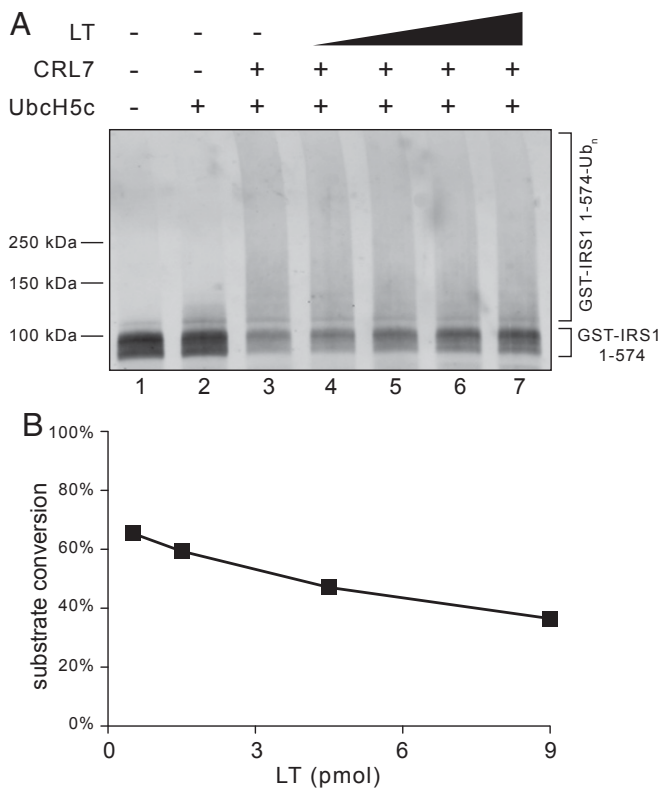 A
LT - - -
CRL7 - - + + + + +
UbcH5c - + + + + + +
250 kDa
150 kDa
100 kDa
GST-IRS1 1-574-Ubn
GST-IRS1
1-574
1 2 3 4 5 6 7
B
100%
80%
60%
40%
20%
0%
substrate conversion
0 3 6 9
LT (pmol)